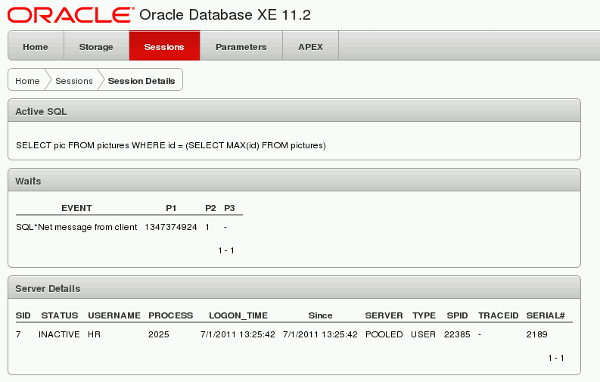 ORACLE® Oracle Database XE 11.2
Home Storage Sessions Parameters APEX
Home Sessions Session Details
Active SQL
SELECT pic FROM pictures WHERE id = (SELECT MAX(id) FROM pictures)
Waits
EVENT P1 P2 P3
SQL*Net message from client 1347374924 1 -
1 - 1
Server Details
SID STATUS USERNAME PROCESS LOGON_TIME Since SERVER TYPE SPID TRACEID SERIAL#
7 INACTIVE HR 2025 7/1/2011 13:25:42 7/1/2011 13:25:42 POOLED USER 22385 - 2189
1 - 1